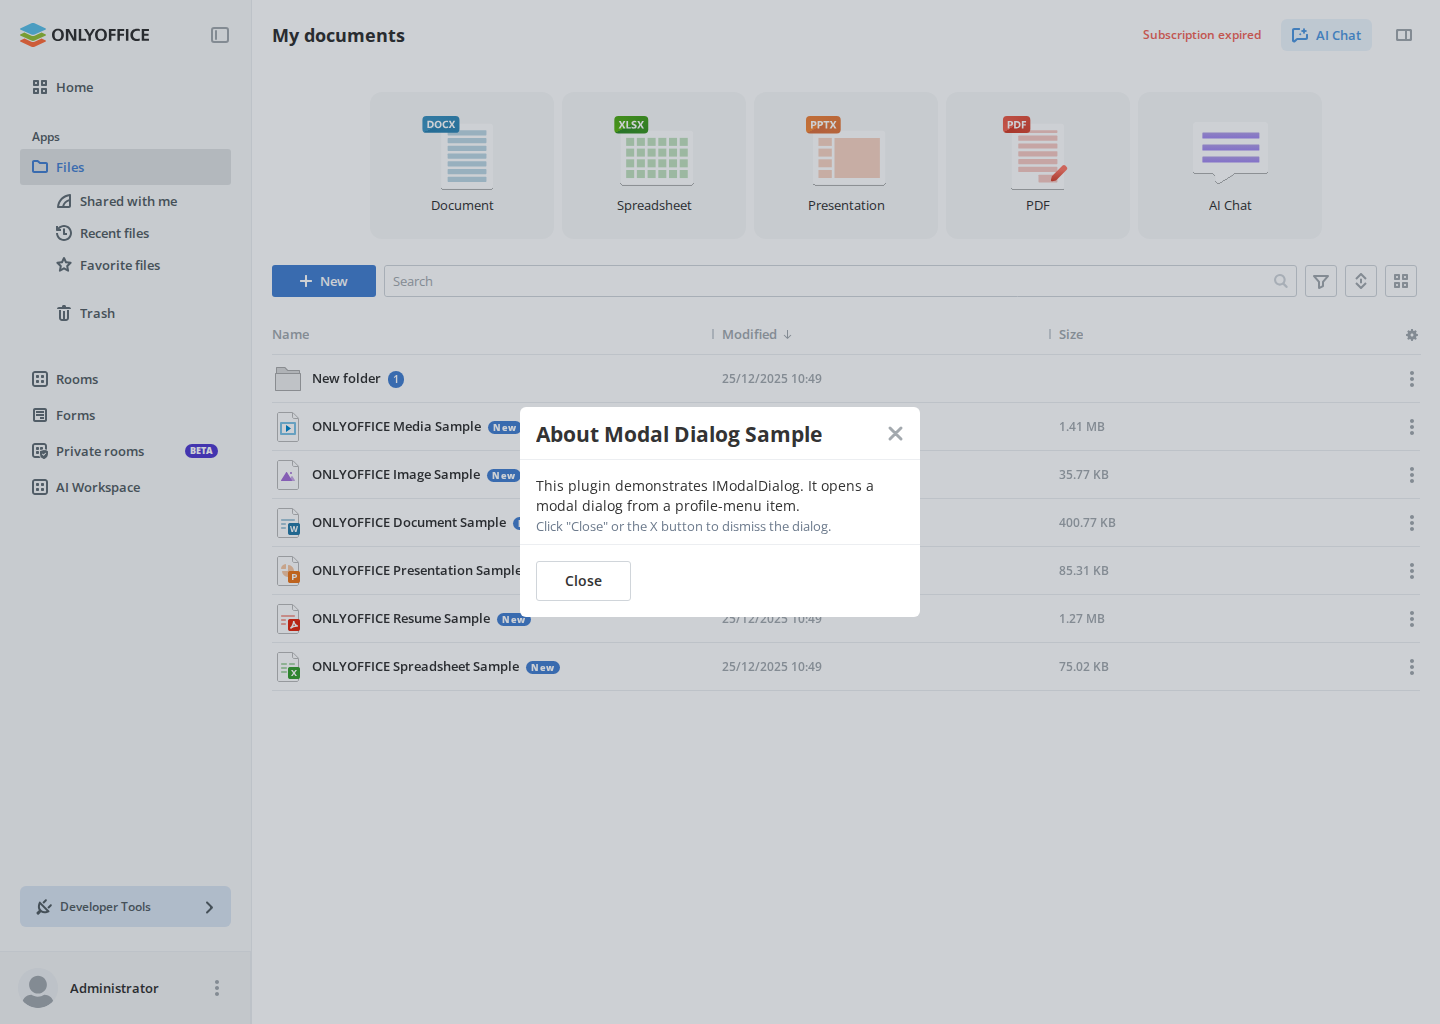 ONLYOFFICE
Home
Apps
Files
Shared with me
Recent files
Favorite files
Trash
Rooms
Forms
Private rooms BETA
AI Workspace
Developer Tools
Administrator
My documents
Subscription expired
AI Chat
DOCX
Document
XLSX
Spreadsheet
PPTX
Presentation
PDF
PDF
AI Chat
New
Search
Name Modified Size
New folder 1 25/12/2025 10:49
ONLYOFFICE Media Sample New 1.41 MB
ONLYOFFICE Image Sample New 35.77 KB
W ONLYOFFICE Document Sample 400.77 KB
P ONLYOFFICE Presentation Sample 85.31 KB
ONLYOFFICE Resume Sample New 25/12/2025 10:49 1.27 MB
X ONLYOFFICE Spreadsheet Sample New 25/12/2025 10:49 75.02 KB
About Modal Dialog Sample
This plugin demonstrates IModalDialog. It opens a
modal dialog from a profile-menu item.
Click "Close" or the X button to dismiss the dialog.
Close